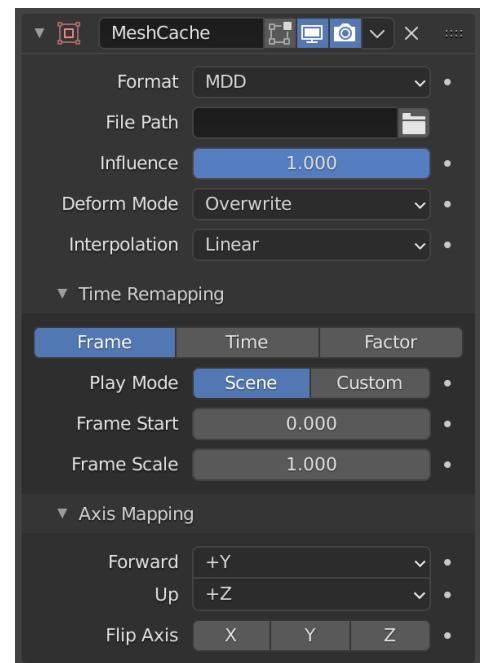 MeshCache
Format MDD
File Path
Influence 1.000
Deform Mode Overwrite
Interpolation Linear
Time Remapping
Frame Time Factor
Play Mode Scene Custom
Frame Start 0.000
Frame Scale 1.000
Axis Mapping
Forward +Y
Up +Z
Flip Axis X Y Z